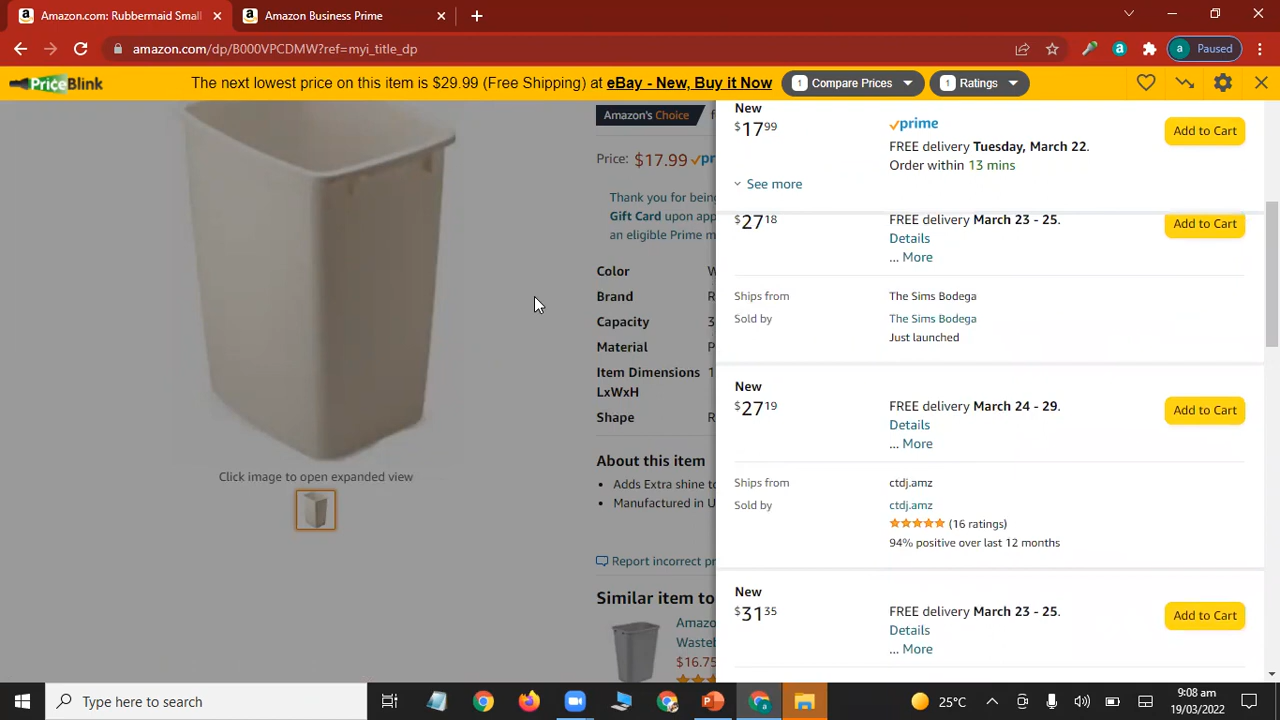 Amazon.com: Rubbermaid Small
Amazon Business Prime
amazon.com/dp/B000VPCDMW?ref=myi_title_dp
a Paused
PriceBlink
The next lowest price on this item is $29.99 (Free Shipping) at eBay - New, Buy it Now
1 Compare Prices
1 Ratings
Amazon's Choice
Price: $17.99
Thank you for being
Gift Card upon app
an eligible Prime m
Color
Brand
Capacity
Material
Item Dimensions
LxWxH
Shape
About this item
Adds Extra shine to
Manufactured in U
Report incorrect pr
Similar item to
Amazo
Wasteb
$16.75
Click image to open expanded view
New
$17 99
prime
FREE delivery Tuesday, March 22.
Order within 13 mins
Add to Cart
See more
$27 18
FREE delivery March 23 - 25.
Details
... More
Add to Cart
Ships from The Sims Bodega
Sold by The Sims Bodega
Just launched
New
$27 19
FREE delivery March 24 - 29.
Details
... More
Add to Cart
Ships from ctdj.amz
Sold by ctdj.amz
(16 ratings)
94% positive over last 12 months
New
$31 35
FREE delivery March 23 - 25.
Details
... More
Add to Cart
Type here to search
25°C
9:08 am
19/03/2022